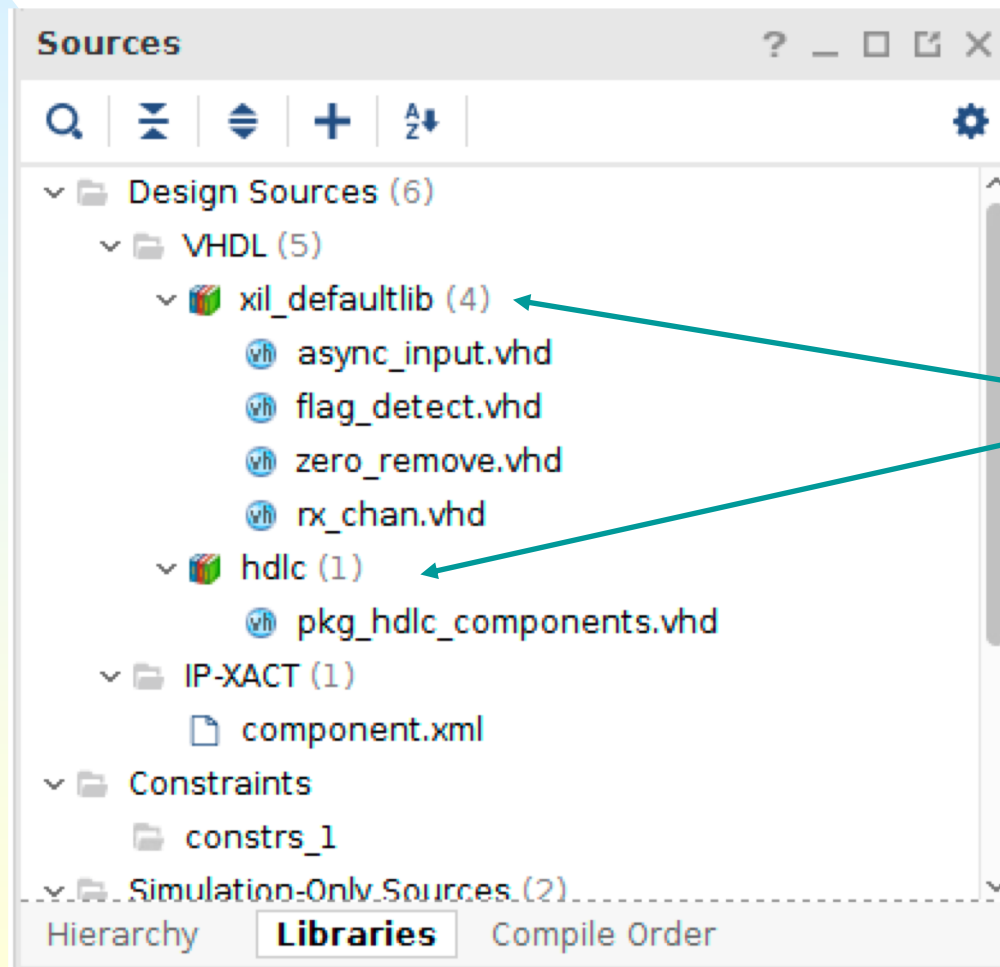 Sources
Design Sources (6)
VHDL (5)
xil_defaultlib (4)
async_input.vhd
flag_detect.vhd
zero_remove.vhd
rx_chan.vhd
hdlc (1)
pkg_hdlc_components.vhd
IP-XACT (1)
component.xml
Constraints
constrs_1
Simulation-Only Sources (2)
Hierarchy Libraries Compile Order